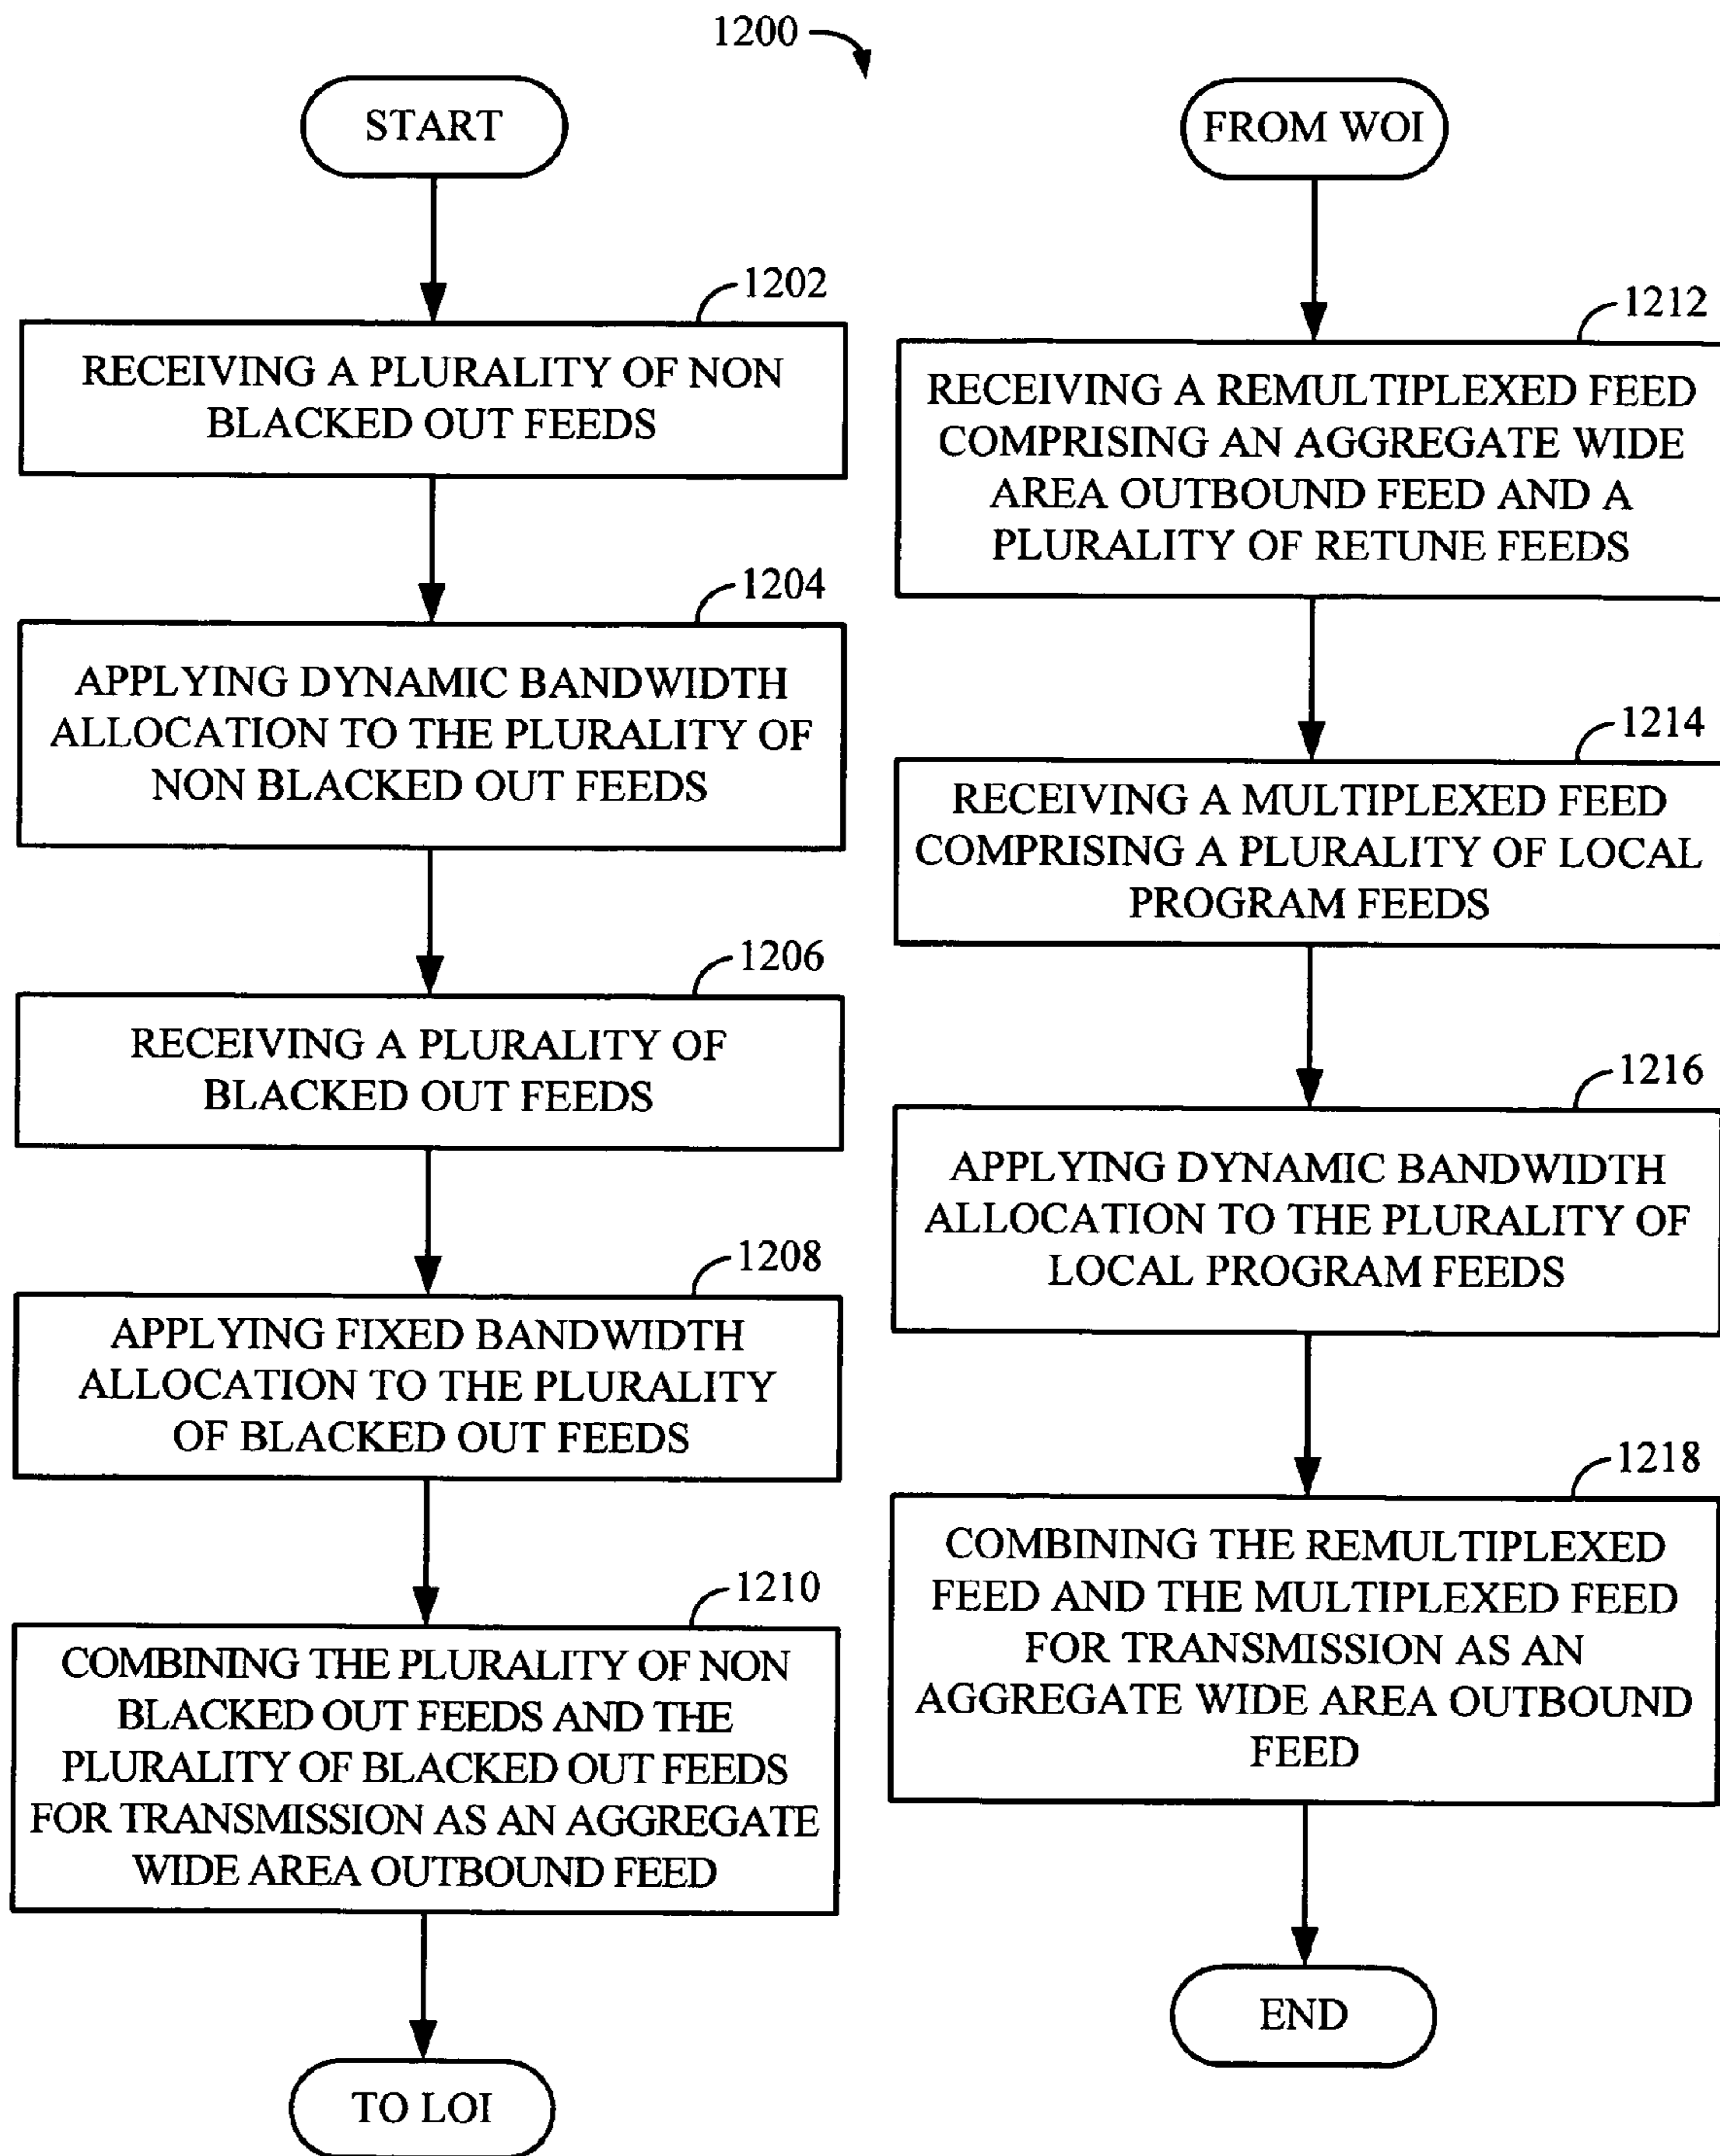 1200
START
1202
RECEIVING A PLURALITY OF NON
BLACKED OUT FEEDS
1204
APPLYING DYNAMIC BANDWIDTH
ALLOCATION TO THE PLURALITY OF
NON BLACKED OUT FEEDS
1206
RECEIVING A PLURALITY OF
BLACKED OUT FEEDS
1208
APPLYING FIXED BANDWIDTH
ALLOCATION TO THE PLURALITY
OF BLACKED OUT FEEDS
1210
COMBINING THE PLURALITY OF NON
BLACKED OUT FEEDS AND THE
PLURALITY OF BLACKED OUT FEEDS
FOR TRANSMISSION AS AN AGGREGATE
WIDE AREA OUTBOUND FEED
TO LOI
FROM WOI
1212
RECEIVING A REMULTIPLEXED FEED
COMPRISING AN AGGREGATE WIDE
AREA OUTBOUND FEED AND A
PLURALITY OF RETUNE FEEDS
1214
RECEIVING A MULTIPLEXED FEED
COMPRISING A PLURALITY OF LOCAL
PROGRAM FEEDS
1216
APPLYING DYNAMIC BANDWIDTH
ALLOCATION TO THE PLURALITY OF
LOCAL PROGRAM FEEDS
1218
COMBINING THE REMULTIPLEXED
FEED AND THE MULTIPLEXED FEED
FOR TRANSMISSION AS AN
AGGREGATE WIDE AREA OUTBOUND
FEED
END